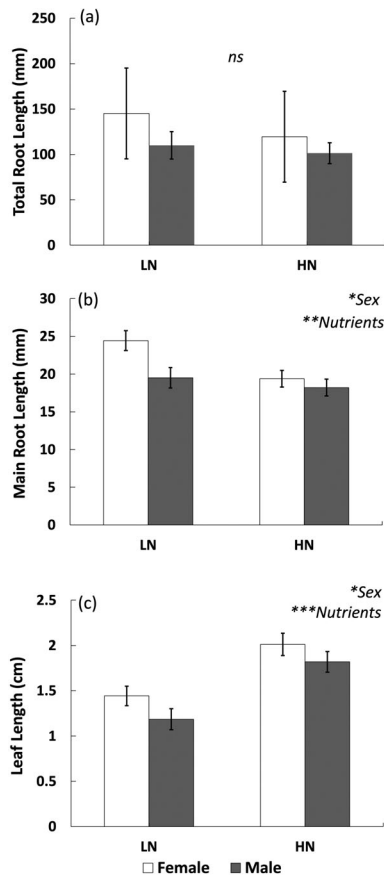 (a)
ns
Total Root Length (mm)
250
200
150
100
50
0
LN HN
(b)
*Sex
**Nutrients
Main Root Length (mm)
30
25
20
15
10
5
0
LN HN
(c)
*Sex
***Nutrients
Leaf Length (cm)
2.5
2
1.5
1
0.5
0
LN HN
Female Male